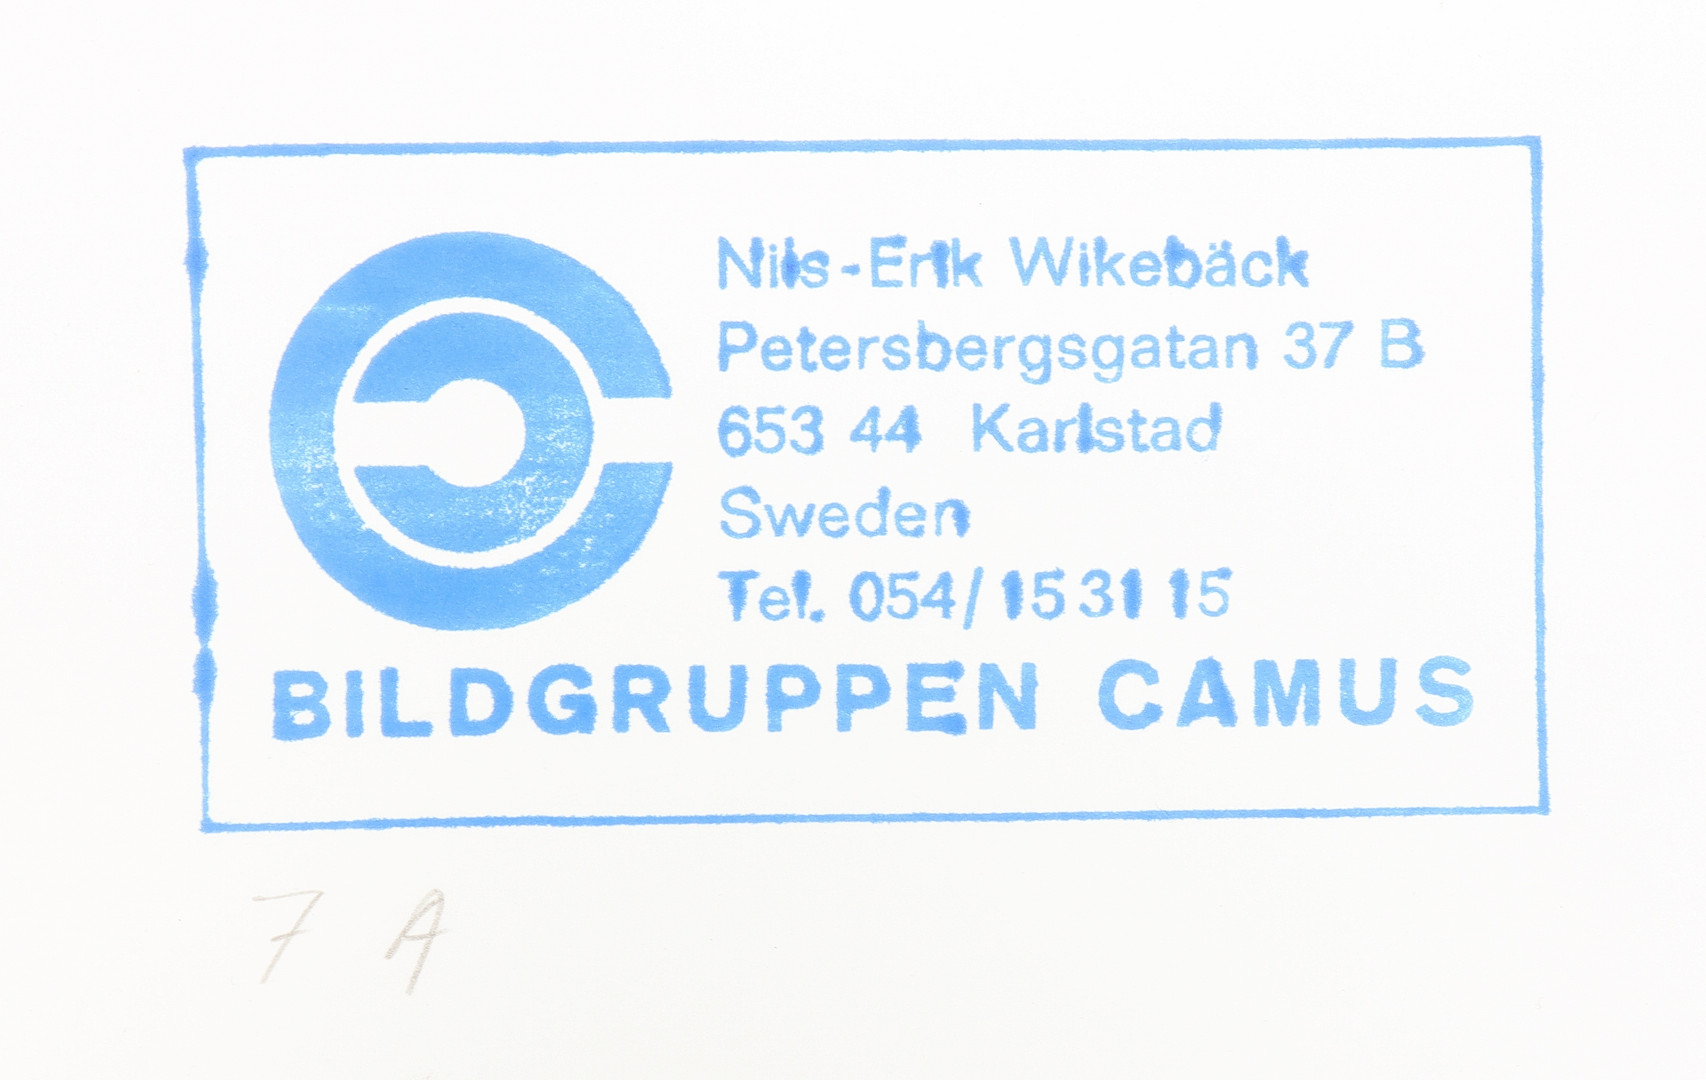 Nils-Erik Wikebäck
Petersbergsgatan 37 B
653 44 Karlstad
Sweden
Tel. 054/15 31 15
BILDGRUPPEN CAMUS
7 A